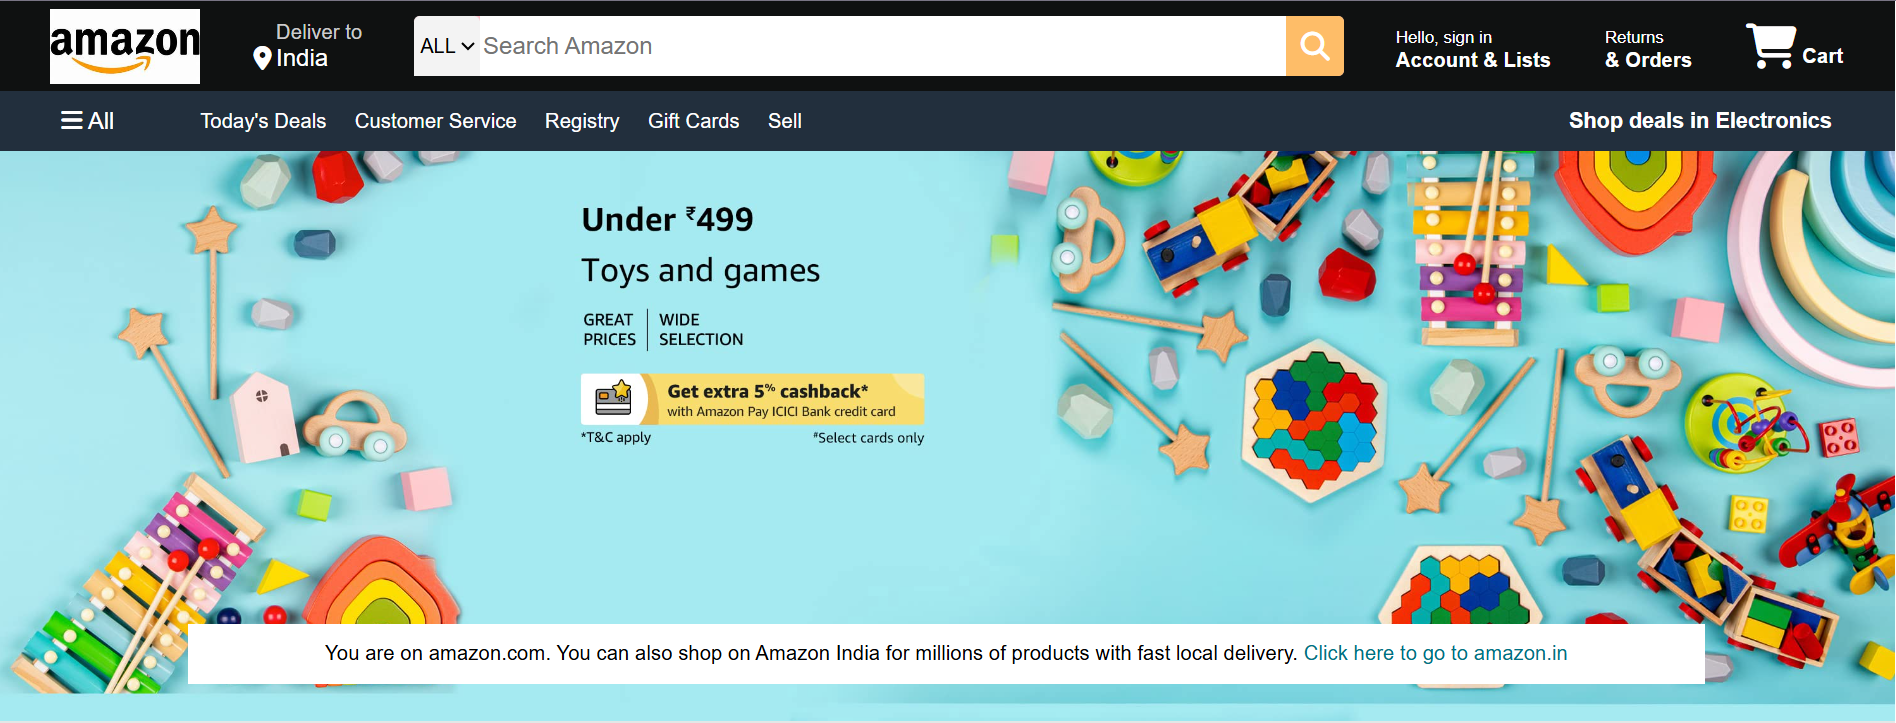 amazon
Deliver to
India
ALL
Search Amazon
Hello, sign in
Account & Lists
Returns
& Orders
Cart
All
Today's Deals
Customer Service
Registry
Gift Cards
Sell
Shop deals in Electronics
Under ₹499
Toys and games
GREAT PRICES
WIDE SELECTION
Get extra 5% cashback*
with Amazon Pay ICICI Bank credit card
*T&C apply
#Select cards only
You are on amazon.com. You can also shop on Amazon India for millions of products with fast local delivery. Click here to go to amazon.in